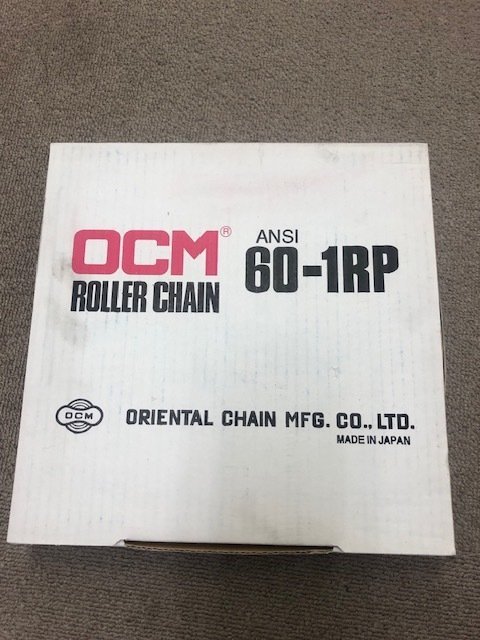 OCM®
ROLLER CHAIN
ANSI
60-1RP
OCM
ORIENTAL CHAIN MFG. CO., LTD.
MADE IN JAPAN